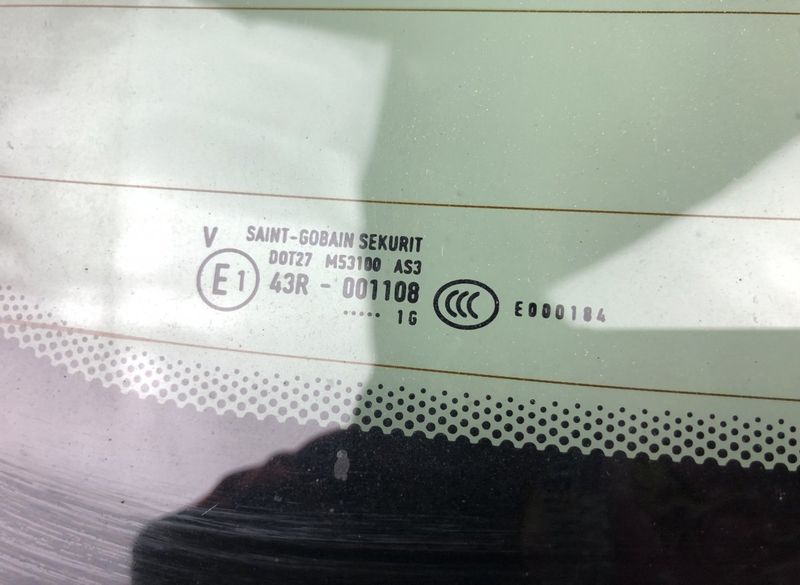 V SAINT-GOBAIN SEKURIT
DOT27 M53100 AS3
E1 43R - 001108
CCC E000184
..... 1G